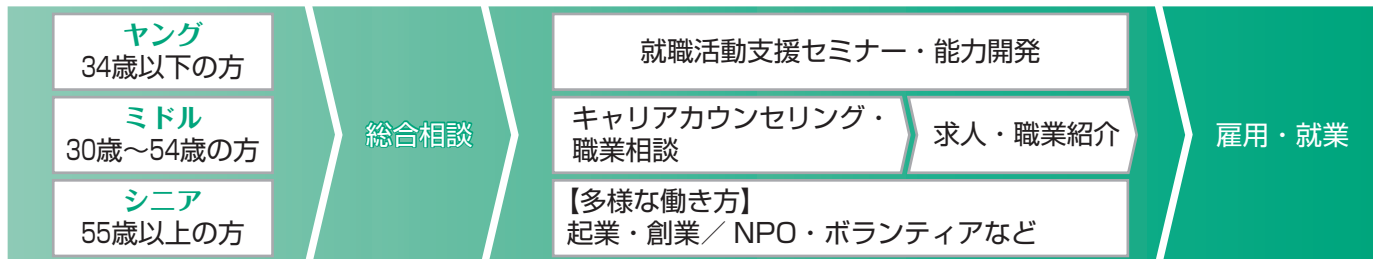 ヤング
34歳以下の方
ミドル
30歳～54歳の方
シニア
55歳以上の方
総合相談
就職活動支援セミナー・能力開発
キャリアカウンセリング・
職業相談
求人・職業紹介
【多様な働き方】
起業・創業／NPO・ボランティアなど
雇用・就業